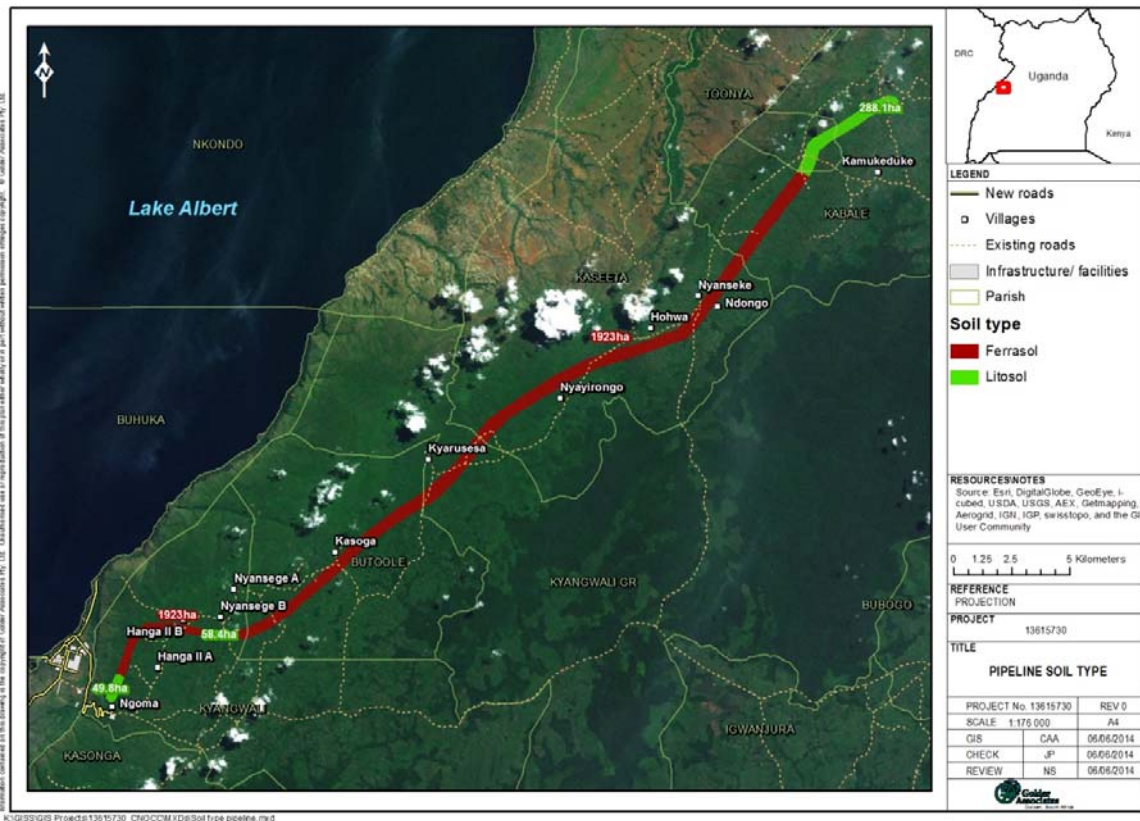 NKONDO
Lake Albert
BUHUKA
TOONYA
288.1ha
Kamukeduke
KABALE
KASEETA
Nyanseke
Ndongo
Hohwa
1923ha
Nyayirongo
Kyarusesa
Kasoga
BUTOOLE
KYANGWALI GR
BUBOGO
Nyansege A
Nyansege B
1923ha
58.4ha
Hanga II B
Hanga II A
49.8ha
Ngoma
KYANGWALI
KASONGA
IGWANJURA
N
DRC
Uganda
Kenya
LEGEND
New roads
Villages
Existing roads
Infrastructure/ facilities
Parish
Soil type
Ferrasol
Litosol
RESOURCES\NOTES
Source: Esri, DigitalGlobe, GeoEye, i-
cubed, USDA, USGS, AEX, Getmapping,
Aerogrid, IGN, IGP, swisstopo, and the GI
User Community
0 1.25 2.5 5 Kilometers
REFERENCE
PROJECTION
PROJECT
13615730
TITLE
PIPELINE SOIL TYPE
PROJECT No. 13615730 REV 0
SCALE 1:176 000 A4
GIS CAA 06/06/2014
CHECK JP 06/06/2014
REVIEW NS 06/06/2014
Golder
Associates